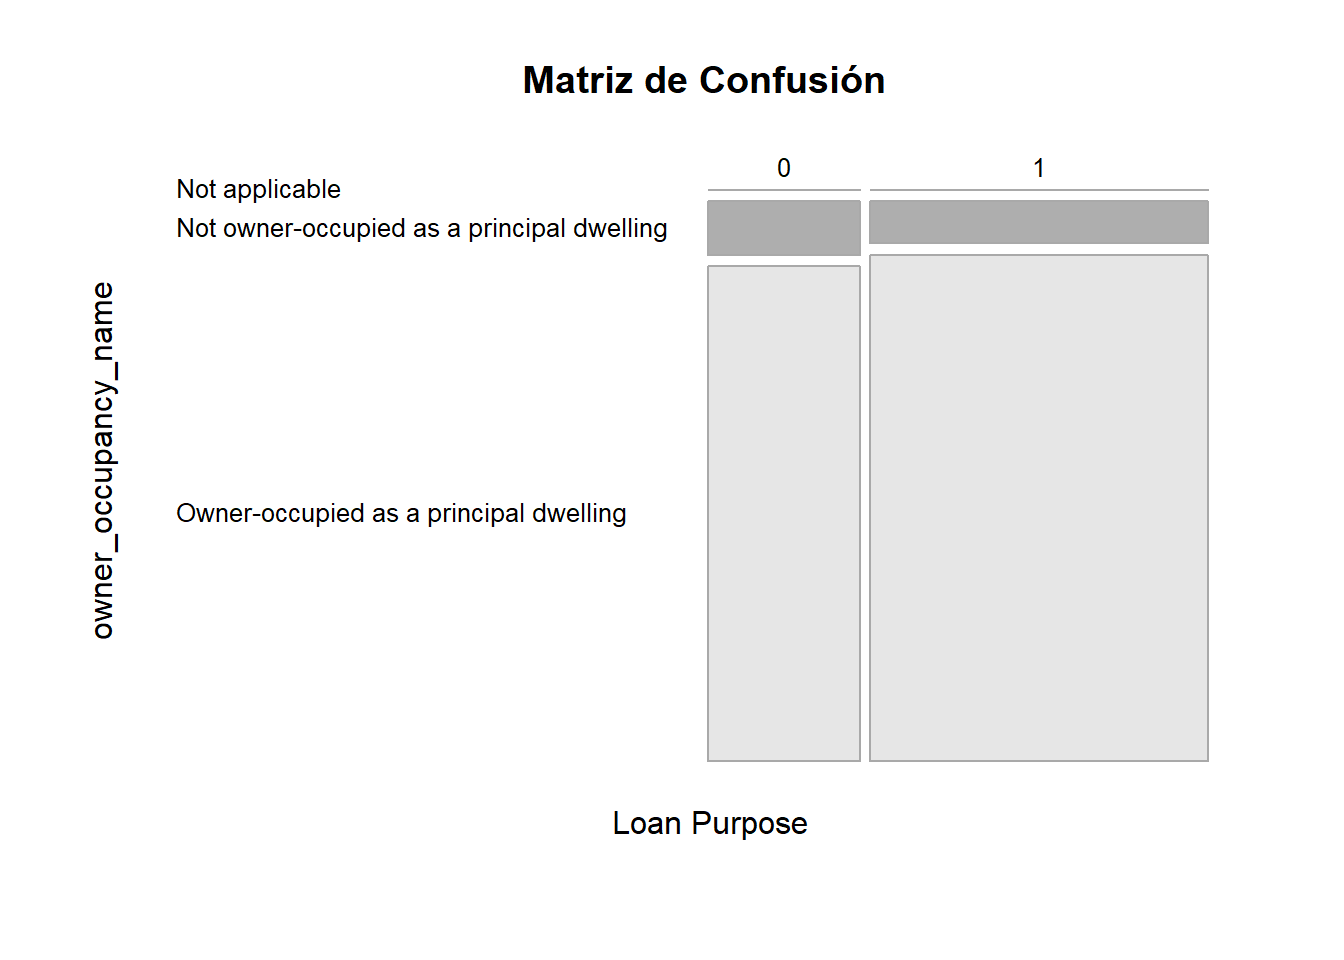 Matriz de Confusión
0
1
Not applicable
Not owner-occupied as a principal dwelling
Owner-occupied as a principal dwelling
owner_occupancy_name
Loan Purpose